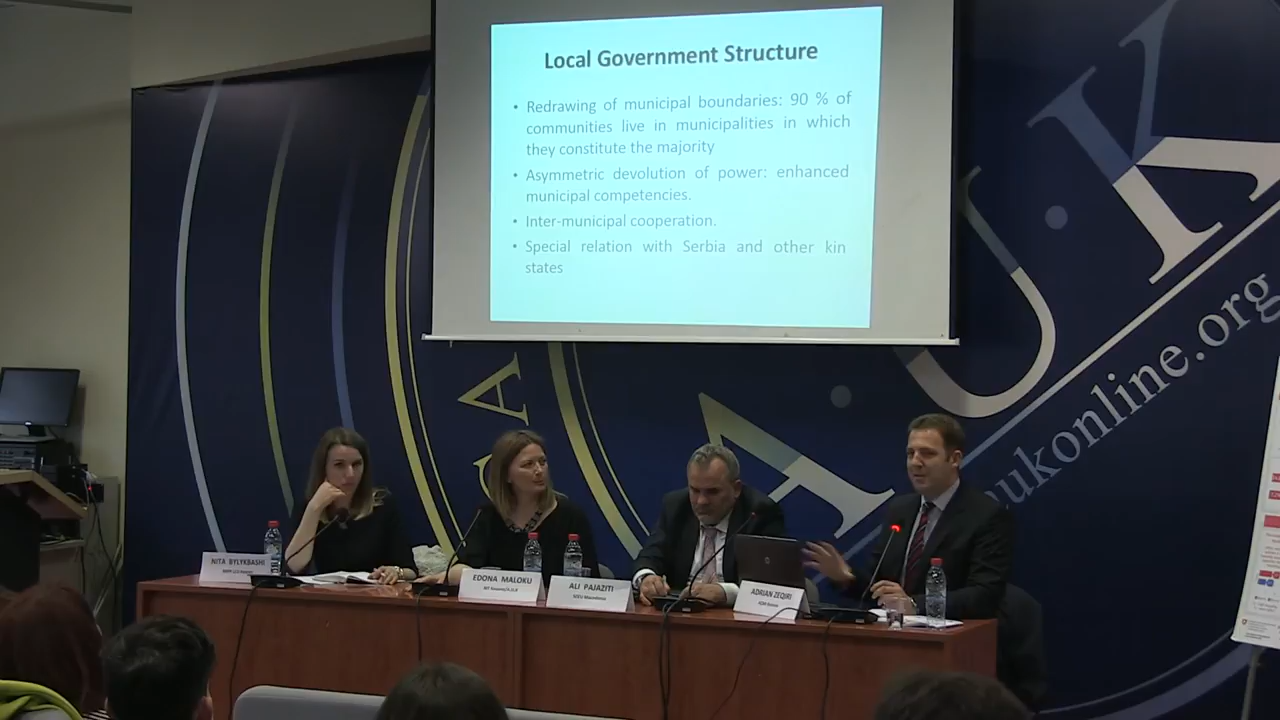 Local Government Structure
• Redrawing of municipal boundaries: 90 % of
communities live in municipalities in which
they constitute the majority
• Asymmetric devolution of power: enhanced
municipal competencies.
• Inter-municipal cooperation.
• Special relation with Serbia and other kin
states
A.U.K
aukonline.org
NITA BYLYKBASHI
EDONA MALOKU
ALI PAJAZITI
ADRIAN ZEQIRI